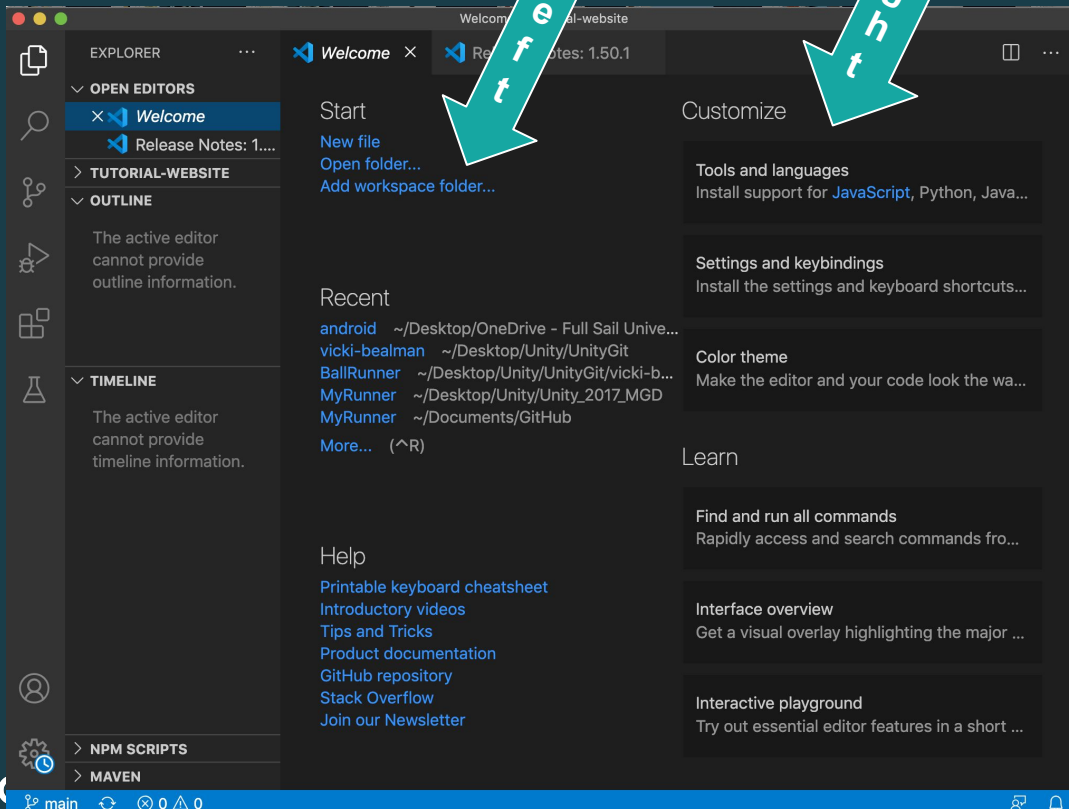 Welcom
al-website
e
f
t
h
t
EXPLORER
Welcome
Re
otes: 1.50.1
OPEN EDITORS
Welcome
Release Notes: 1....
TUTORIAL-WEBSITE
OUTLINE
The active editor
cannot provide
outline information.
TIMELINE
The active editor
cannot provide
timeline information.
NPM SCRIPTS
MAVEN
Start
New file
Open folder...
Add workspace folder...
Recent
android ~/Desktop/OneDrive - Full Sail Unive...
vicki-bealman ~/Desktop/Unity/UnityGit
BallRunner ~/Desktop/Unity/UnityGit/vicki-b...
MyRunner ~/Desktop/Unity/Unity_2017_MGD
MyRunner ~/Documents/GitHub
More... (^R)
Help
Printable keyboard cheatsheet
Introductory videos
Tips and Tricks
Product documentation
GitHub repository
Stack Overflow
Join our Newsletter
Customize
Tools and languages
Install support for JavaScript, Python, Java...
Settings and keybindings
Install the settings and keyboard shortcuts...
Color theme
Make the editor and your code look the wa...
Learn
Find and run all commands
Rapidly access and search commands fro...
Interface overview
Get a visual overlay highlighting the major ...
Interactive playground
Try out essential editor features in a short ...
main 0 0